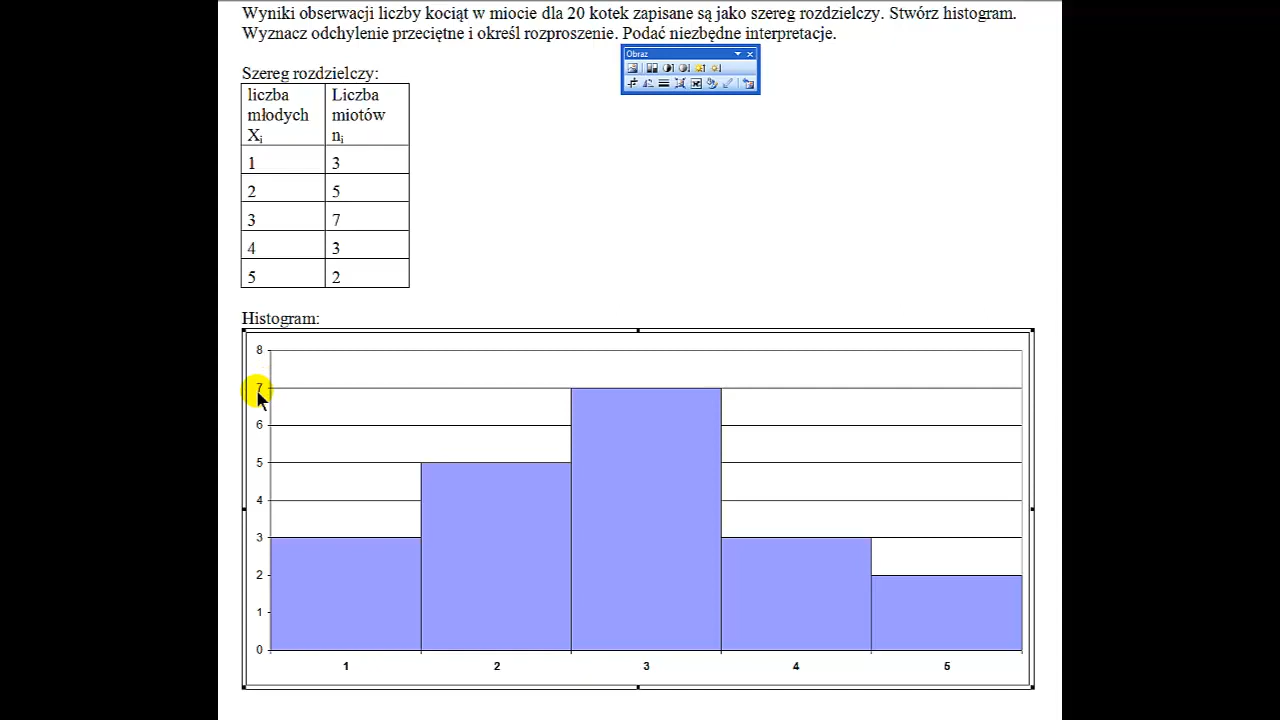 Wyniki obserwacji liczby kociąt w miocie dla 20 kotek zapisane są jako szereg rozdzielczy. Stwórz histogram.
Wyznacz odchylenie przeciętne i określ rozproszenie. Podać niezbędne interpretacje.
Obraz
Szereg rozdzielczy:
liczba młodych Xi
Liczba miotów ni
1 3
2 5
3 7
4 3
5 2
Histogram:
8
7
6
5
4
3
2
1
0
1 2 3 4 5